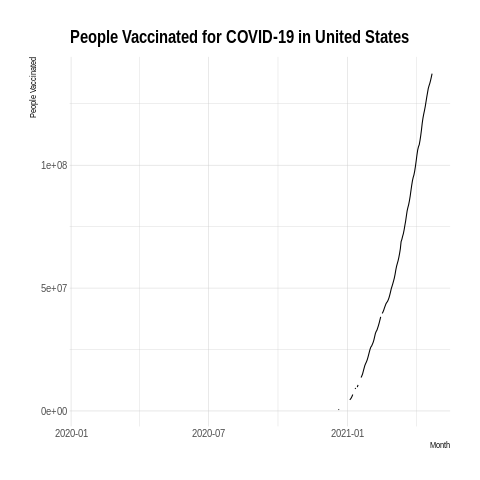 People Vaccinated for COVID-19 in United States
People Vaccinated
1e+08
5e+07
0e+00
2020-01 2020-07 2021-01
Month